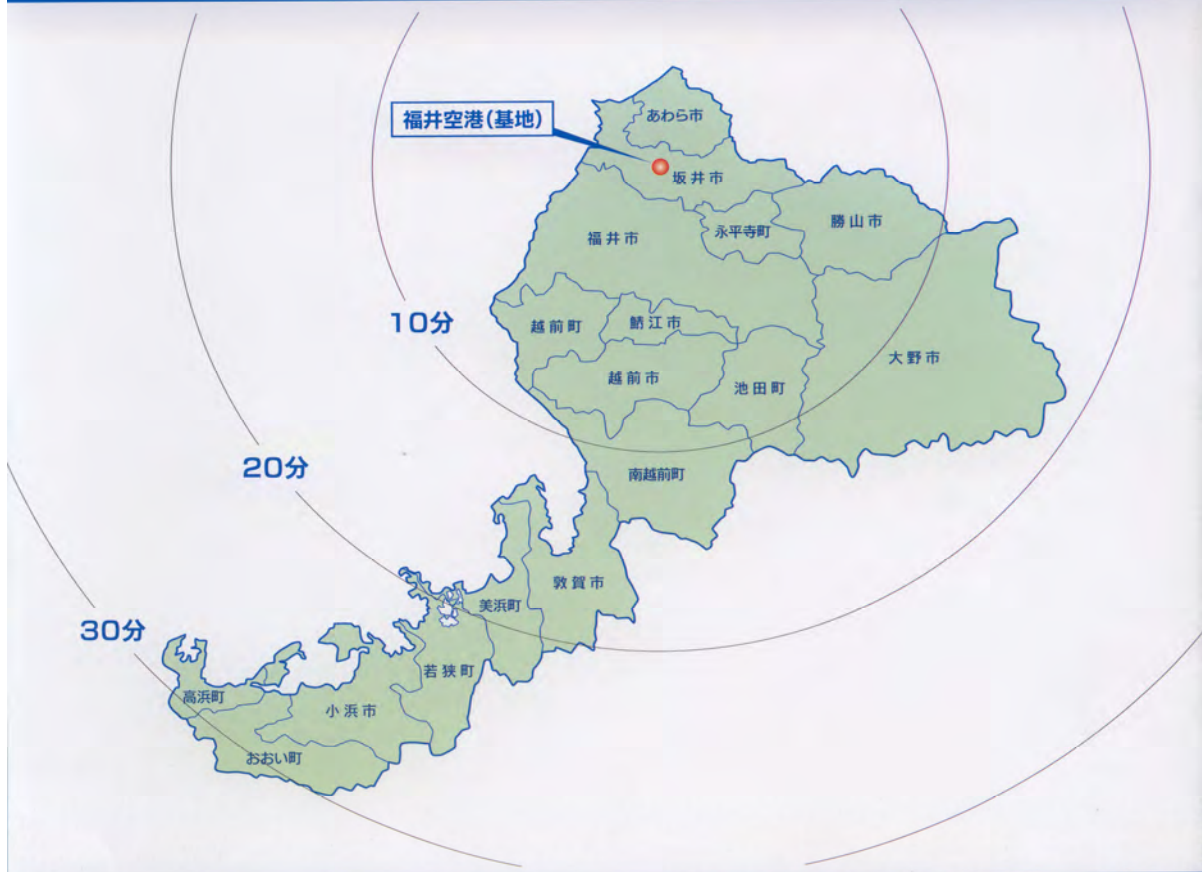 あわら市
福井空港(基地)
坂井市
勝山市
永平寺町
福井市
10分
越前町
鯖江市
大野市
越前市
池田町
20分
南越前町
敦賀市
美浜町
30分
若狭町
高浜町
小浜市
おおい町